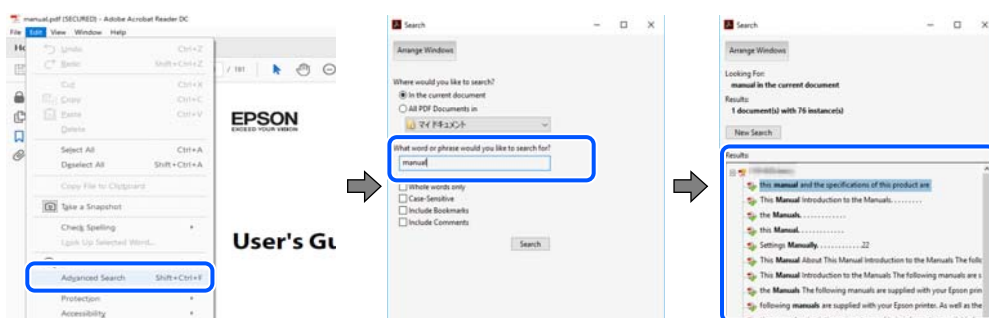 manual.pdf (SECURED) - Adobe Acrobat Reader DC
File Edit View Window Help
Undo Ctrl+Z
Redo Shift+Ctrl+Z
Cut Ctrl+X
Copy Ctrl+C
Paste Ctrl+V
Delete
Select All Ctrl+A
Deselect All Shift+Ctrl+A
Copy File to Clipboard
Take a Snapshot
Check Spelling
Look Up Selected Word...
Advanced Search Shift+Ctrl+F
Protection
Accessibility
/ 191
EPSON
EXCEED YOUR VISION
User's Gu
Search
Arrange Windows
Where would you like to search?
In the current document
All PDF Documents in
マイ ドキュメント
What word or phrase would you like to search for?
manual
Whole words only
Case-Sensitive
Include Bookmarks
Include Comments
Search
Search
Arrange Windows
Looking For:
manual in the current document
Results:
1 document(s) with 76 instance(s)
New Search
Results:
this manual and the specifications of this product are
This Manual Introduction to the Manuals. . . . . . . . .
the Manuals. . . . . . . . . . . . .
this Manual. . . . . . . . . . . . .
Settings Manually. . . . . . . . . . . . .22
This Manual About This Manual Introduction to the Manuals The follo
This Manual Introduction to the Manuals The following manuals are s
the Manuals The following manuals are supplied with your Epson prin
following manuals are supplied with your Epson printer. As well as the